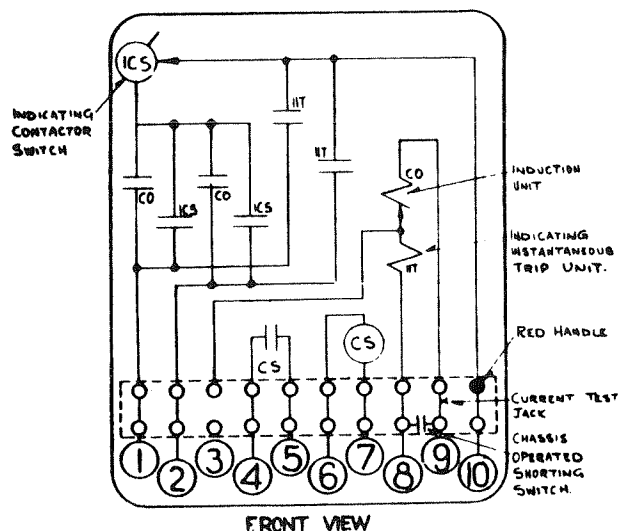 ICS
INDICATING
CONTACTOR
SWITCH
IIT
IIT
CO
ICS
CO
ICS
CO
INDUCTION
UNIT
INDICATING
INSTANTANEOUS
TRIP UNIT.
IIT
CS
CS
RED HANDLE
CURRENT TEST
JACK
CHASSIS
OPERATED
SHORTING
SWITCH.
1 2 3 4 5 6 7 8 9 10
FRONT VIEW